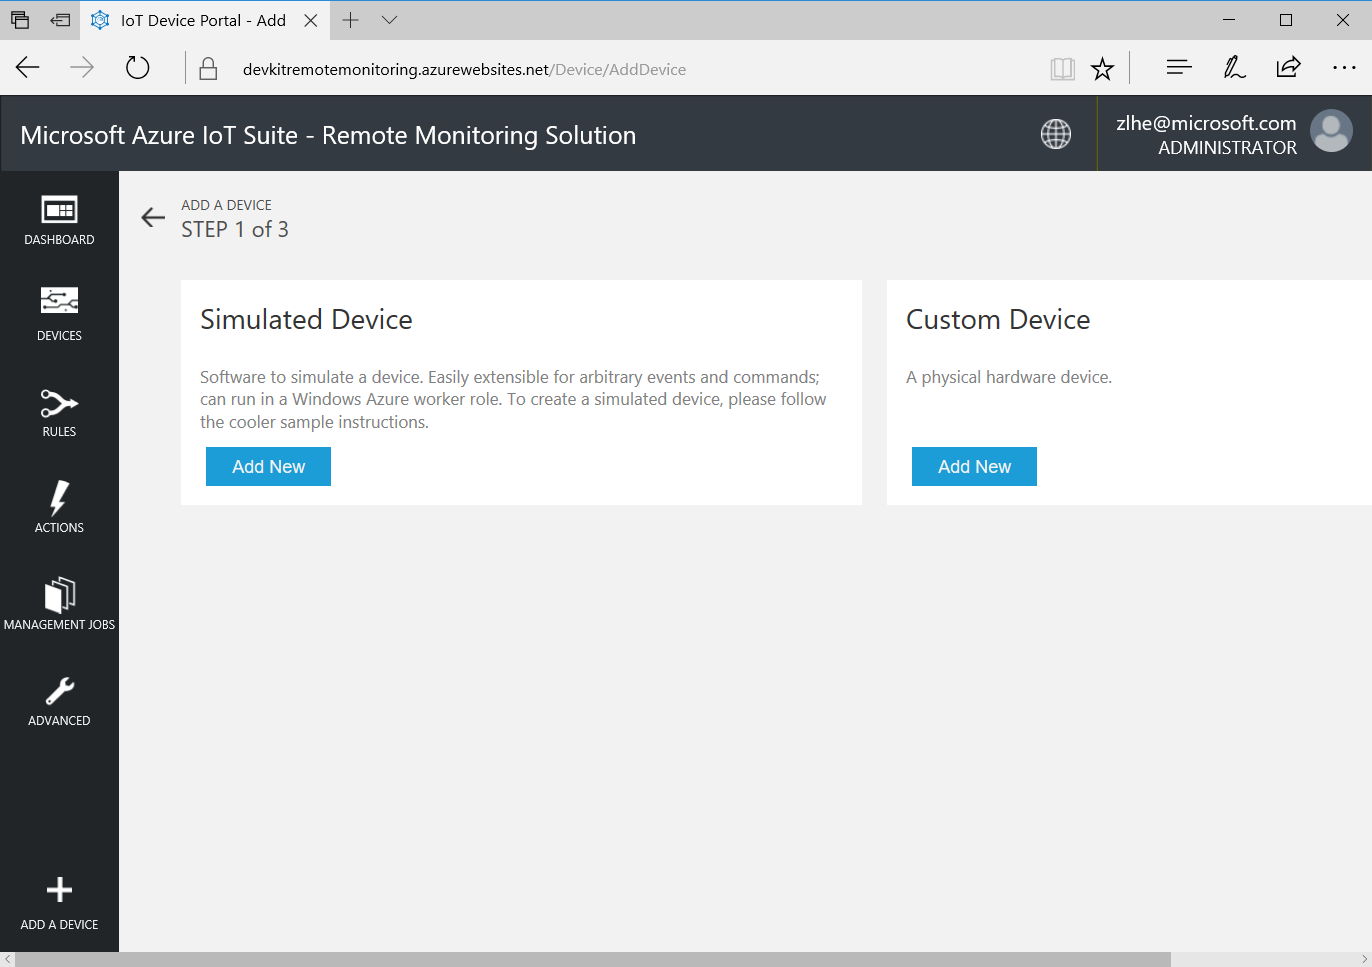 IoT Device Portal - Add
devkitremotemonitoring.azurewebsites.net/Device/AddDevice
Microsoft Azure IoT Suite - Remote Monitoring Solution
zlhe@microsoft.com
ADMINISTRATOR
DASHBOARD
DEVICES
RULES
ACTIONS
MANAGEMENT JOBS
ADVANCED
ADD A DEVICE
ADD A DEVICE
STEP 1 of 3
Simulated Device
Software to simulate a device. Easily extensible for arbitrary events and commands;
can run in a Windows Azure worker role. To create a simulated device, please follow
the cooler sample instructions.
Add New
Custom Device
A physical hardware device.
Add New